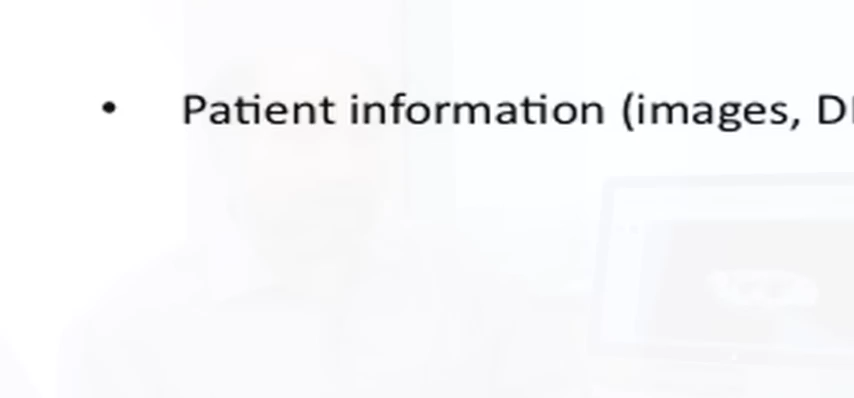 • Patient information (images,